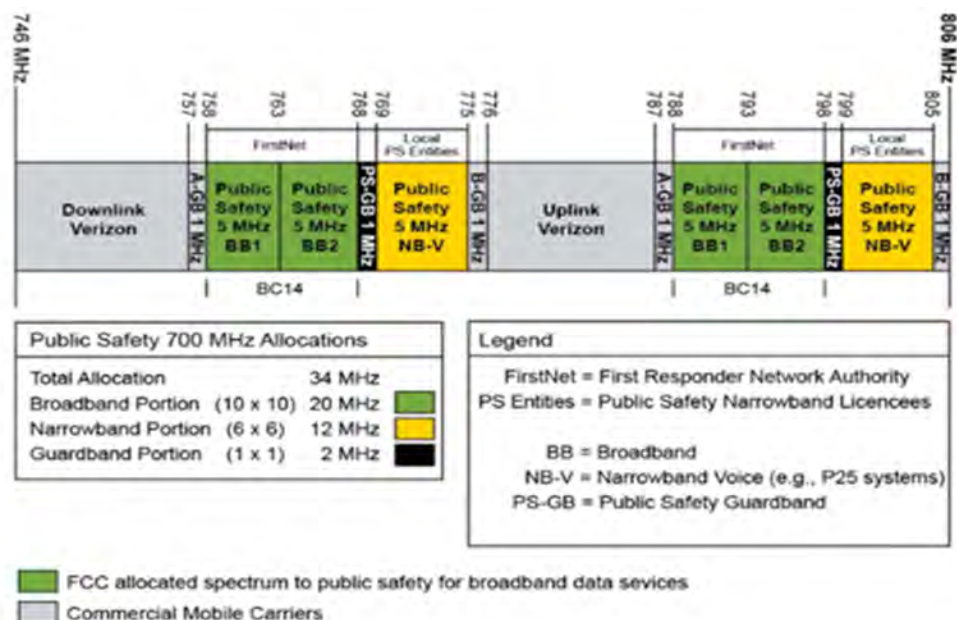 746 MHz
757
758
763
768
769
775
776
787
788
793
798
799
805
806 MHz
FirstNet
Local
PS Entities
FirstNet
Local
PS Entities
Downlink
Verizon
A-GB 1 MHz
Public
Safety
5 MHz
BB1
Public
Safety
5 MHz
BB2
PS-GB 1 MHz
Public
Safety
5 MHz
NB-V
B-GB 1 MHz
Uplink
Verizon
A-GB 1 MHz
Public
Safety
5 MHz
BB1
Public
Safety
5 MHz
BB2
PS-GB 1 MHz
Public
Safety
5 MHz
NB-V
B-GB 1 MHz
BC14
BC14
Public Safety 700 MHz Allocations
Total Allocation 34 MHz
Broadband Portion (10 x 10) 20 MHz
Narrowband Portion (6 x 6) 12 MHz
Guardband Portion (1 x 1) 2 MHz
Legend
FirstNet = First Responder Network Authority
PS Entities = Public Safety Narrowband Licencees
BB = Broadband
NB-V = Narrowband Voice (e.g., P25 systems)
PS-GB = Public Safety Guardband
FCC allocated spectrum to public safety for broadband data sevices
Commercial Mobile Carriers